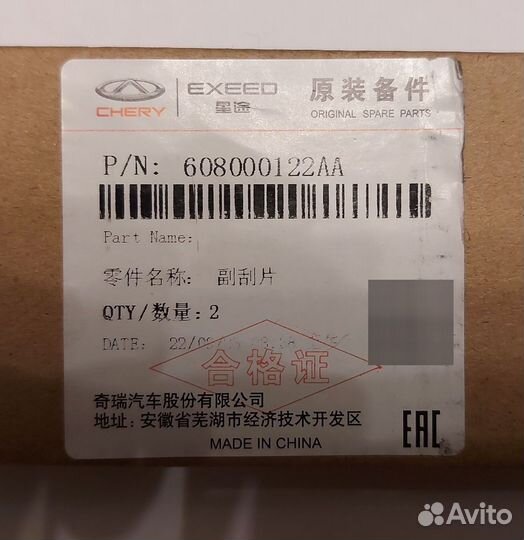 CHERY
EXEED
星途
原装备件
ORIGINAL SPARE PARTS
P/N: 608000122AA
Part Name:
零件名称: 副刮片
QTY/数量: 2
DATE:
合格证
奇瑞汽车股份有限公司
地址: 安徽省芜湖市经济技术开发区
MADE IN CHINA
EAC
Avito